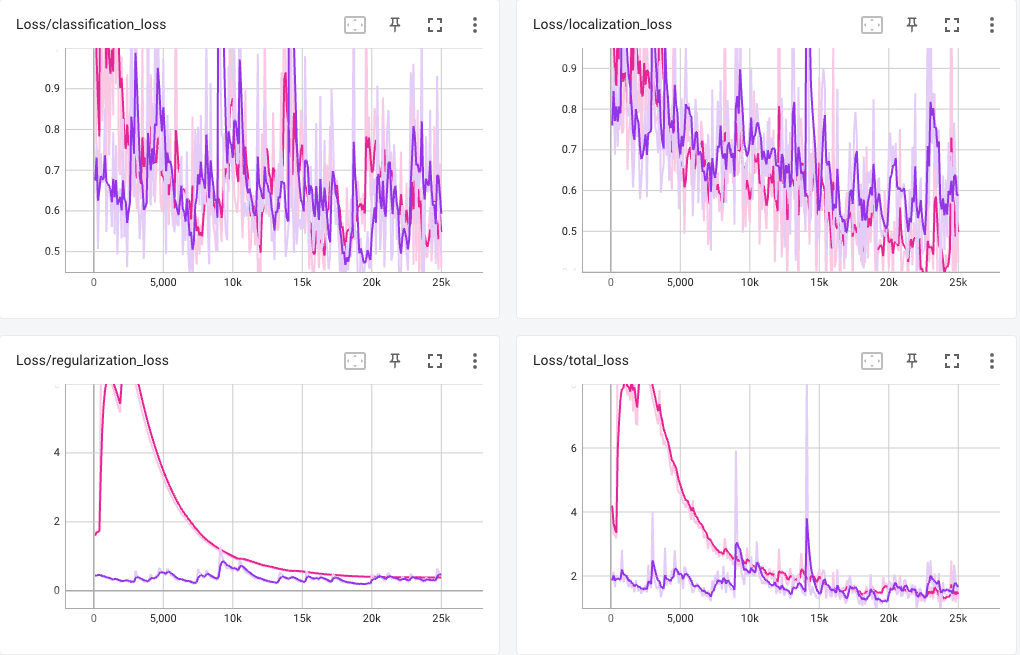 Loss/classification_loss
0.9
0.8
0.7
0.6
0.5
0 5,000 10k 15k 20k 25k
Loss/localization_loss
0.9
0.8
0.7
0.6
0.5
0 5,000 10k 15k 20k 25k
Loss/regularization_loss
4
2
0
0 5,000 10k 15k 20k 25k
Loss/total_loss
6
4
2
0 5,000 10k 15k 20k 25k